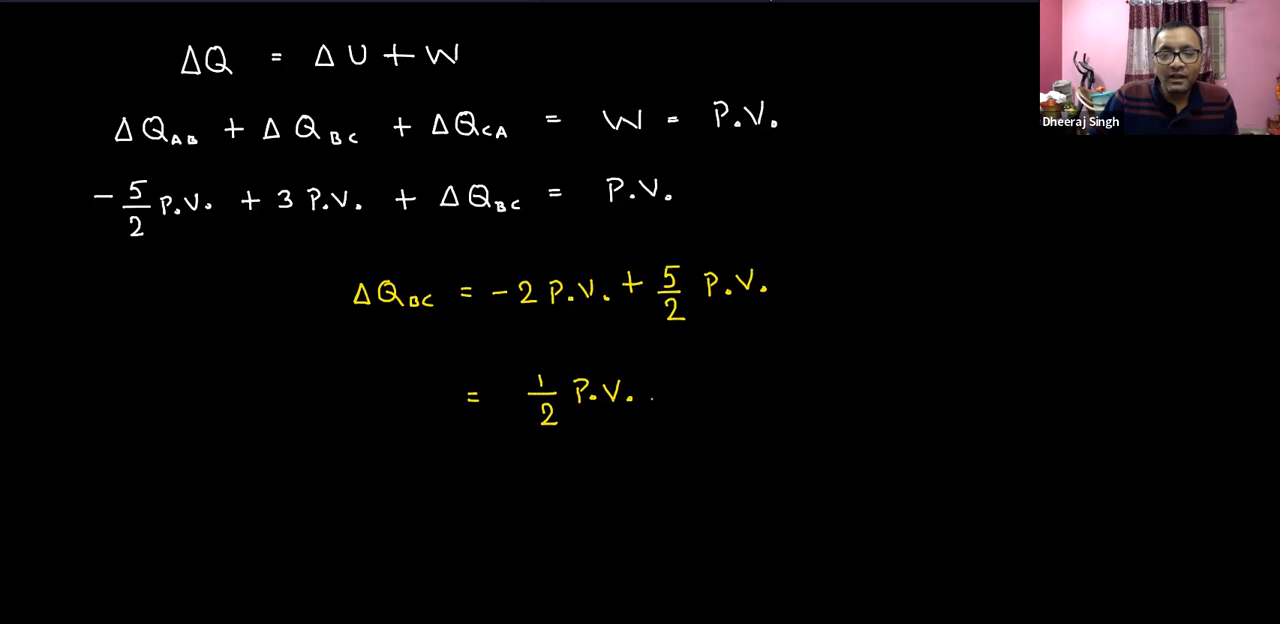 ΔQ = ΔU + W
Dheeraj Singh
ΔQ_AB + ΔQ_BC + ΔQ_CA = W = P₀V₀
- 5/2 P₀V₀ + 3 P₀V₀ + ΔQ_BC = P₀V₀
ΔQ_BC = - 2 P₀V₀ + 5/2 P₀V₀
= 1/2 P₀V₀.